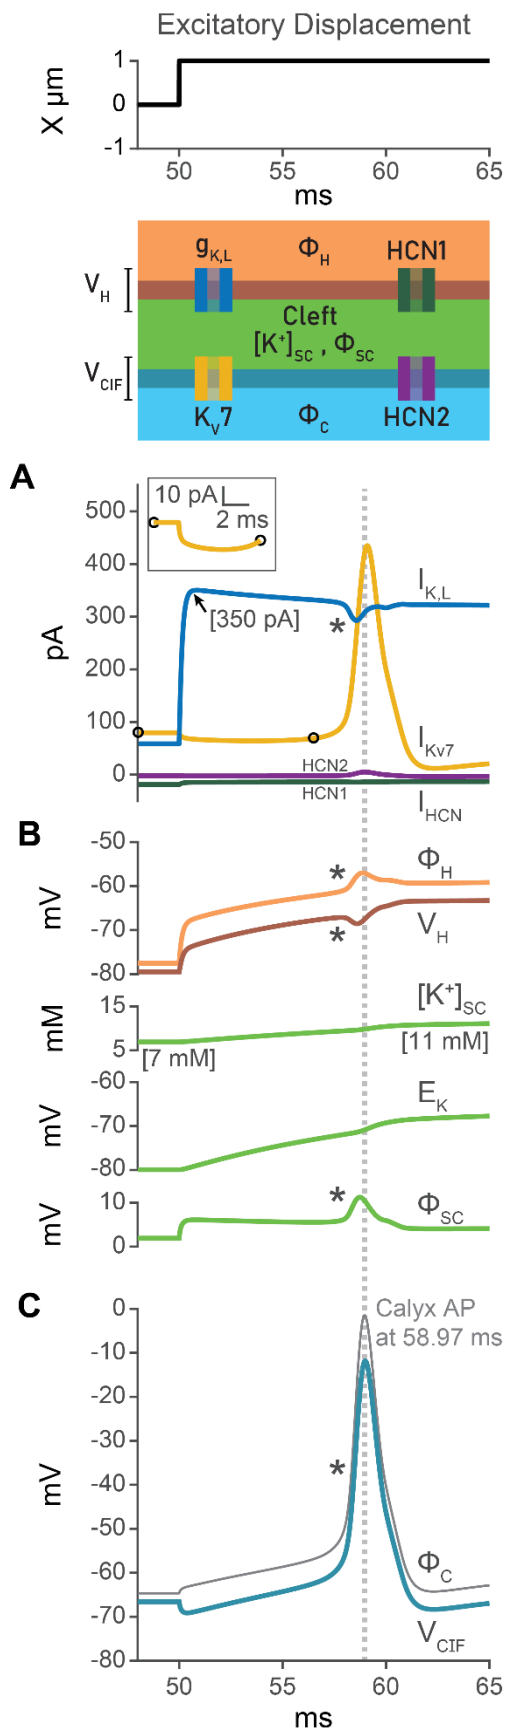 Excitatory Displacement
X μm
1
0
-1
50 55 60 65
ms
g_K,L Φ_H HCN1
V_H
Cleft
[K⁺]_SC , Φ_SC
V_CIF
K_V7 Φ_C HCN2
A
pA
500
400
300
200
100
0
10 pA
2 ms
[350 pA]
*
I_K,L
I_Kv7
HCN2
HCN1
I_HCN
B
mV
-50
-60
-70
-80
*
*
Φ_H
V_H
mM
15
5
[K⁺]_SC
[7 mM]
[11 mM]
mV
-60
-70
-80
E_K
mV
10
0
*
Φ_SC
C
mV
0
-10
-20
-30
-40
-50
-60
-70
-80
Calyx AP
at 58.97 ms
*
Φ_C
V_CIF
50 55 60 65
ms